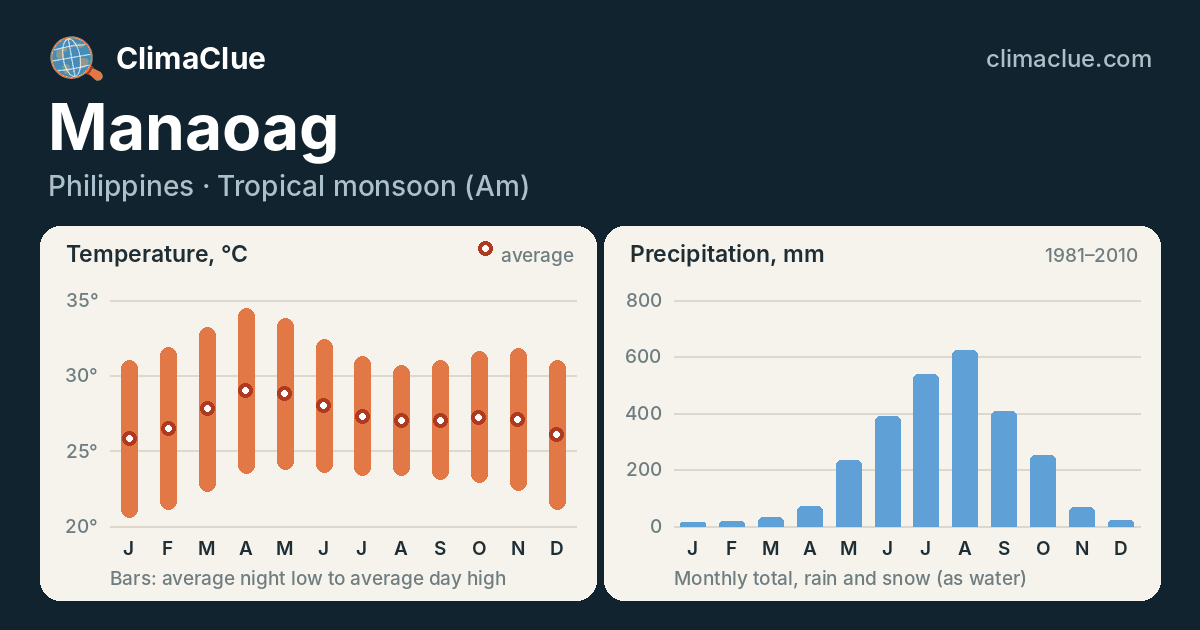 ClimaClue
climaclue.com
Manaoag
Philippines · Tropical monsoon (Am)
Temperature, °C
average
35°
30°
25°
20°
J F M A M J J A S O N D
Bars: average night low to average day high
Precipitation, mm
1981–2010
800
600
400
200
0
J F M A M J J A S O N D
Monthly total, rain and snow (as water)